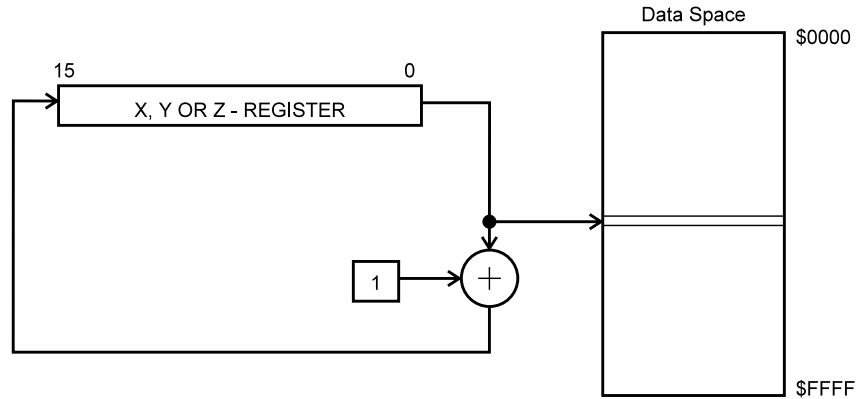 Data Space
$0000
15
0
X, Y OR Z - REGISTER
1
+
$FFFF